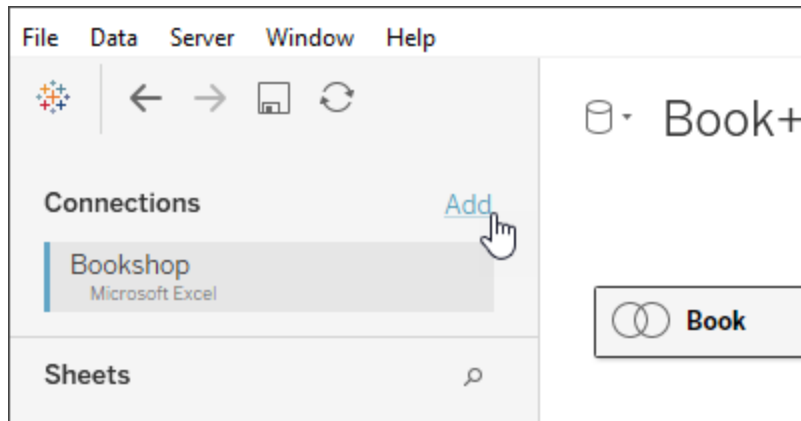 File Data Server Window Help
Book+
Connections Add
Bookshop
Microsoft Excel
Book
Sheets